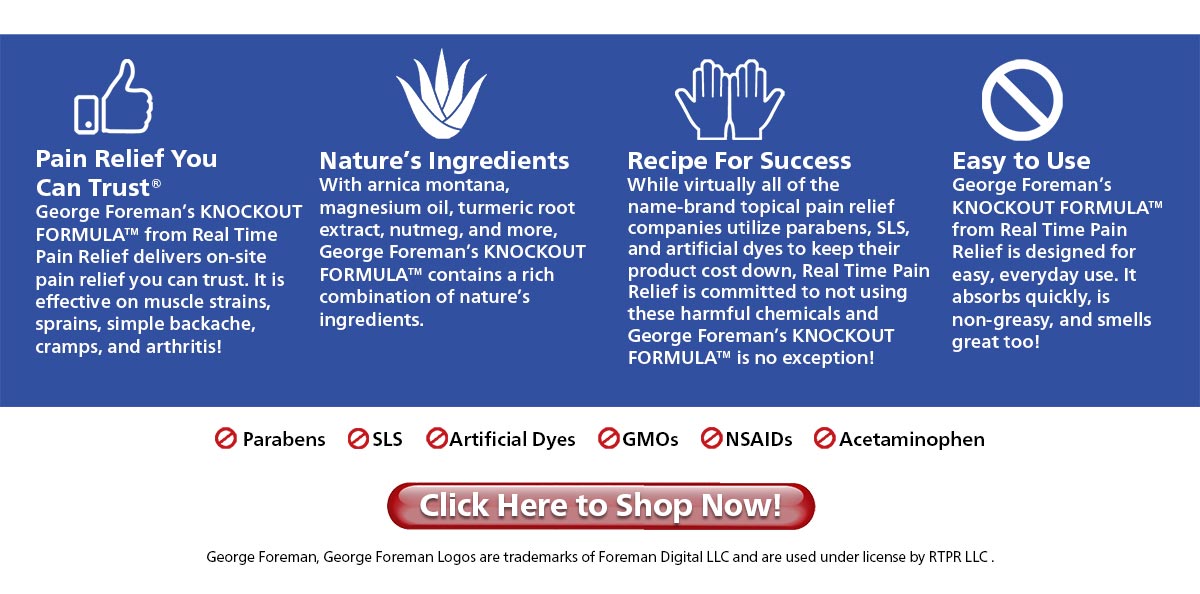 Pain Relief You
Can Trust®
George Foreman's KNOCKOUT
FORMULA™ from Real Time
Pain Relief delivers on-site
pain relief you can trust. It is
effective on muscle strains,
sprains, simple backache,
cramps, and arthritis!
Nature's Ingredients
With arnica montana,
magnesium oil, turmeric root
extract, nutmeg, and more,
George Foreman's KNOCKOUT
FORMULA™ contains a rich
combination of nature's
ingredients.
Recipe For Success
While virtually all of the
name-brand topical pain relief
companies utilize parabens, SLS,
and artificial dyes to keep their
product cost down, Real Time Pain
Relief is committed to not using
these harmful chemicals and
George Foreman's KNOCKOUT
FORMULA™ is no exception!
Easy to Use
George Foreman's
KNOCKOUT FORMULA™
from Real Time Pain
Relief is designed for
easy, everyday use. It
absorbs quickly, is
non-greasy, and smells
great too!
Parabens SLS Artificial Dyes GMOs NSAIDs Acetaminophen
Click Here to Shop Now!
George Foreman, George Foreman Logos are trademarks of Foreman Digital LLC and are used under license by RTPR LLC .